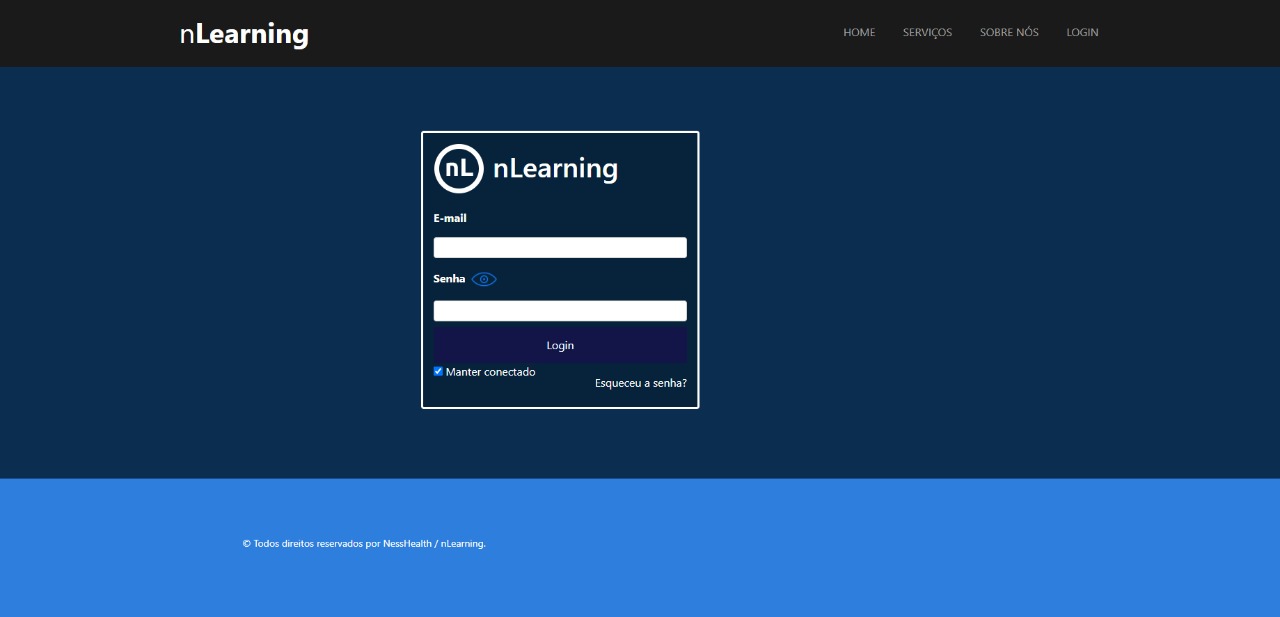 nLearning
HOME SERVIÇOS SOBRE NÓS LOGIN
nL nLearning
E-mail
Senha
Login
Manter conectado
Esqueceu a senha?
© Todos direitos reservados por NessHealth / nLearning.